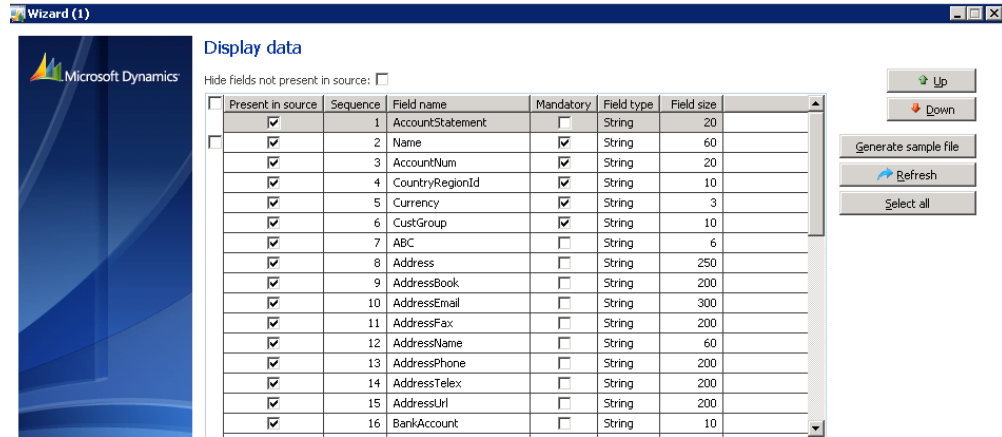 Wizard (1)
Microsoft Dynamics
Display data
Hide fields not present in source:
Present in source Sequence Field name Mandatory Field type Field size
1 AccountStatement String 20
2 Name String 60
3 AccountNum String 20
4 CountryRegionId String 10
5 Currency String 3
6 CustGroup String 10
7 ABC String 6
8 Address String 250
9 AddressBook String 200
10 AddressEmail String 300
11 AddressFax String 200
12 AddressName String 60
13 AddressPhone String 200
14 AddressTelex String 200
15 AddressUrl String 200
16 BankAccount String 10
Up
Down
Generate sample file
Refresh
Select all